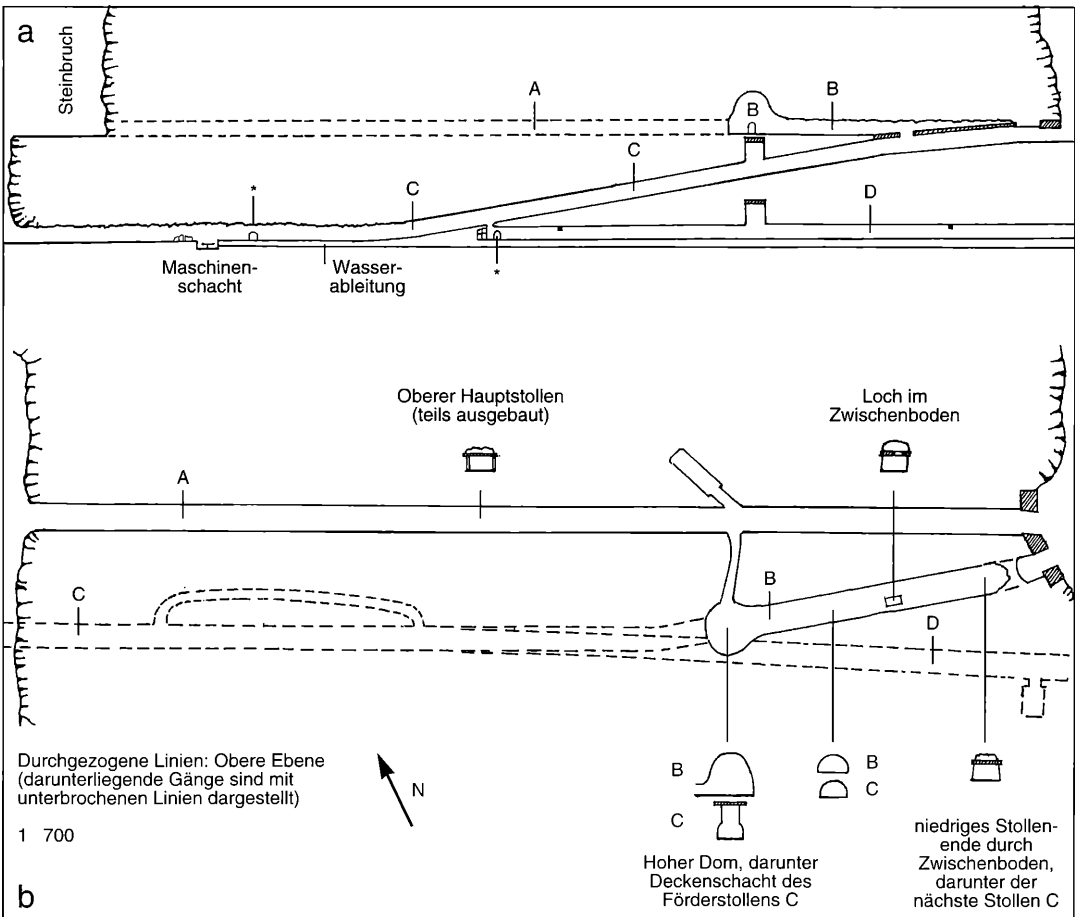 a
Steinbruch
A
B
B
C
C
*
D
Maschinen-
schacht
Wasser-
ableitung
*
Oberer Hauptstollen
(teils ausgebaut)
Loch im
Zwischenboden
A
C
B
D
Durchgezogene Linien: Obere Ebene
(darunterliegende Gänge sind mit
unterbrochenen Linien dargestellt)
N
1 700
B
C
B
C
Hoher Dom, darunter
Deckenschacht des
Förderstollens C
niedriges Stollen-
ende durch
Zwischenboden,
darunter der
nächste Stollen C
b